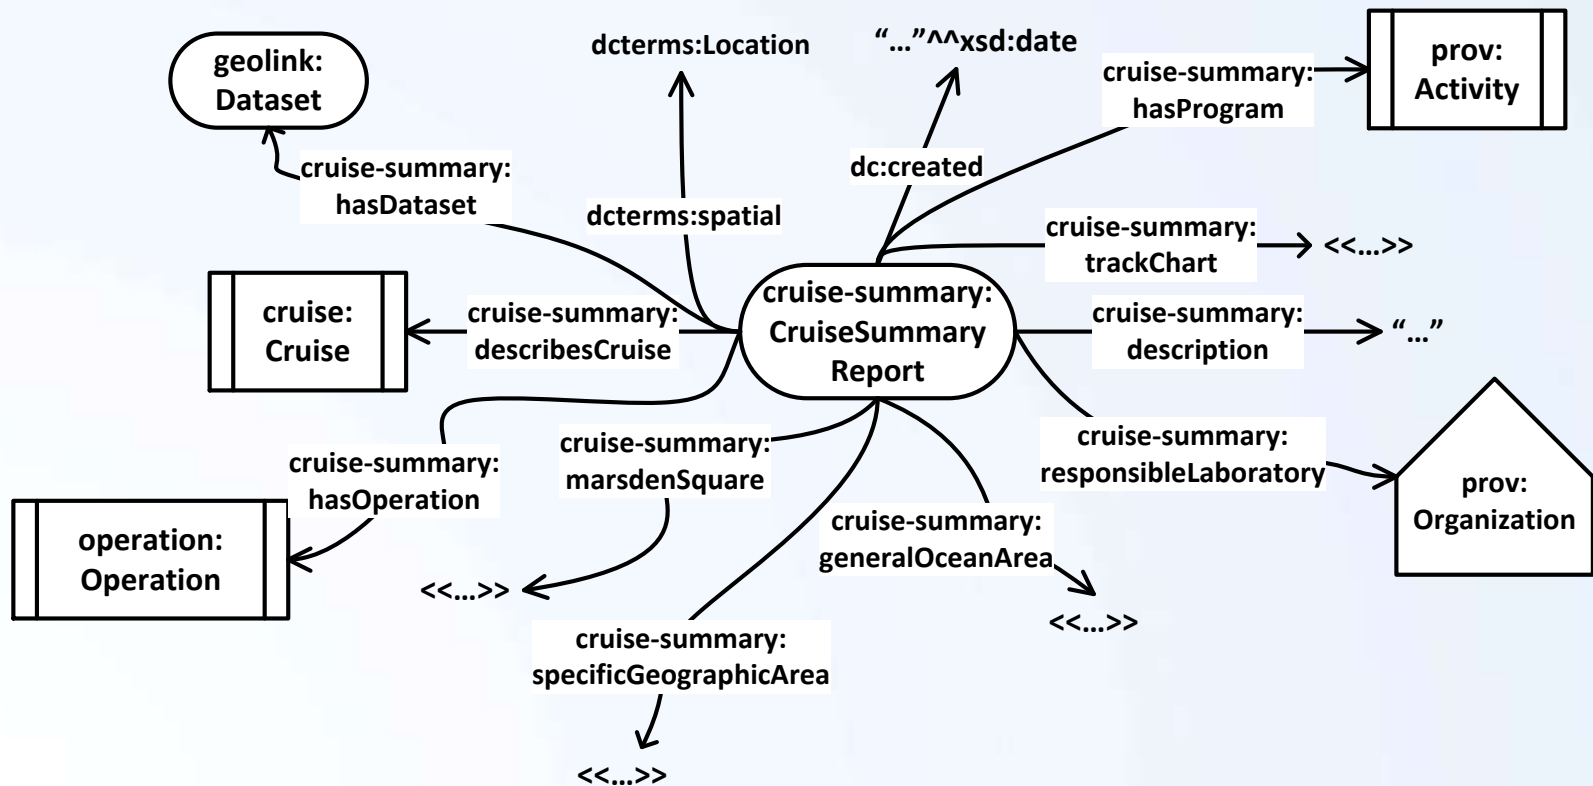 geolink:
Dataset
dcterms:Location
“...”^^xsd:date
cruise-summary:
hasProgram
prov:
Activity
cruise-summary:
hasDataset
dcterms:spatial
dc:created
cruise-summary:
trackChart
<<...>>
cruise:
Cruise
cruise-summary:
describesCruise
cruise-summary:
CruiseSummary
Report
cruise-summary:
description
“...”
cruise-summary:
hasOperation
cruise-summary:
marsdenSquare
cruise-summary:
responsibleLaboratory
prov:
Organization
operation:
Operation
cruise-summary:
generalOceanArea
<<...>>
<<...>>
cruise-summary:
specificGeographicArea
<<...>>